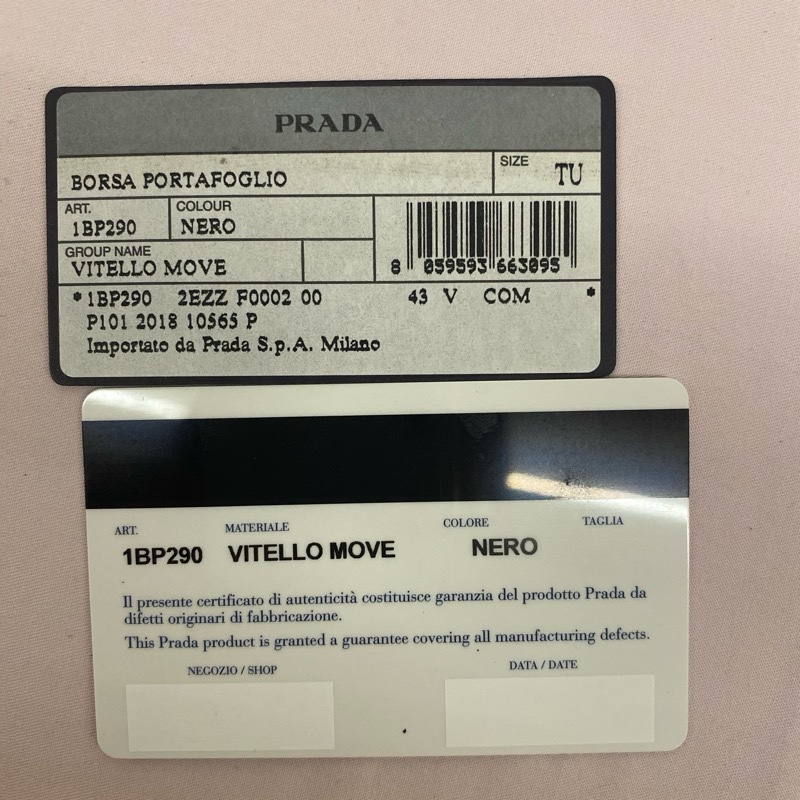 PRADA
BORSA PORTAFOGLIO
SIZE
TU
ART.
1BP290
COLOUR
NERO
GROUP NAME
VITELLO MOVE
8 059593 663095
*1BP290 2EZZ F0002 00 43 V COM *
P101 2018 10565 P
Importato da Prada S.p.A. Milano
ART. MATERIALE COLORE TAGLIA
1BP290 VITELLO MOVE NERO
Il presente certificato di autenticità costituisce garanzia del prodotto Prada da
difetti originari di fabbricazione.
This Prada product is granted a guarantee covering all manufacturing defects.
NEGOZIO / SHOP DATA / DATE